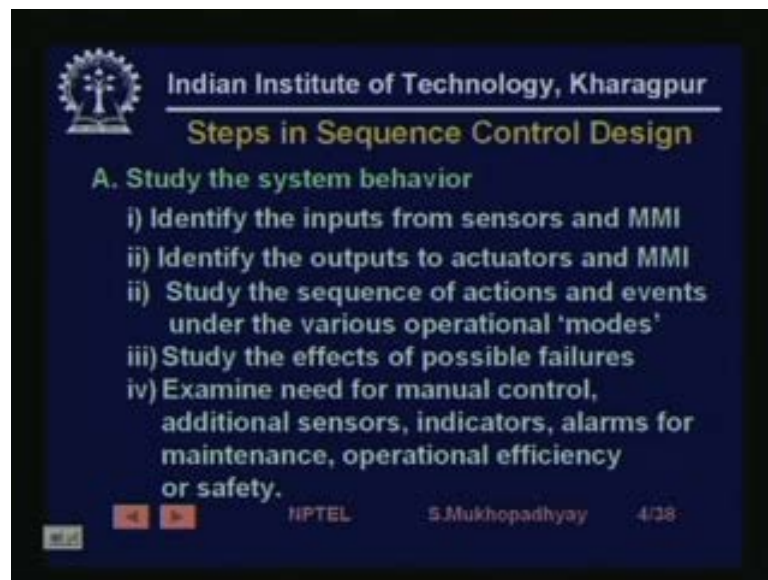 Indian Institute of Technology, Kharagpur
Steps in Sequence Control Design
A. Study the system behavior
i) Identify the inputs from sensors and MMI
ii) Identify the outputs to actuators and MMI
ii) Study the sequence of actions and events
under the various operational 'modes'
iii) Study the effects of possible failures
iv) Examine need for manual control,
additional sensors, indicators, alarms for
maintenance, operational efficiency
or safety.
NPTEL S.Mukhopadhyay 4/38